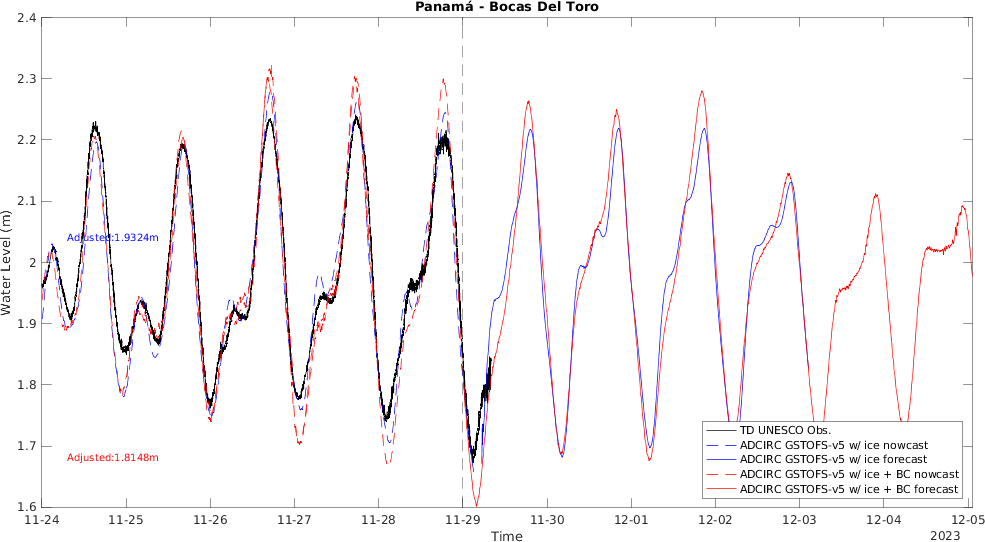 Panamá - Bocas Del Toro
Water Level (m)
2.4
2.3
2.2
2.1
2
1.9
1.8
1.7
1.6
Adjusted:1.9324m
Adjusted:1.8148m
TD UNESCO Obs.
ADCIRC GSTOFS-v5 w/ ice nowcast
ADCIRC GSTOFS-v5 w/ ice forecast
ADCIRC GSTOFS-v5 w/ ice + BC nowcast
ADCIRC GSTOFS-v5 w/ ice + BC forecast
11-24 11-25 11-26 11-27 11-28 11-29 11-30 12-01 12-02 12-03 12-04 12-05
Time
2023